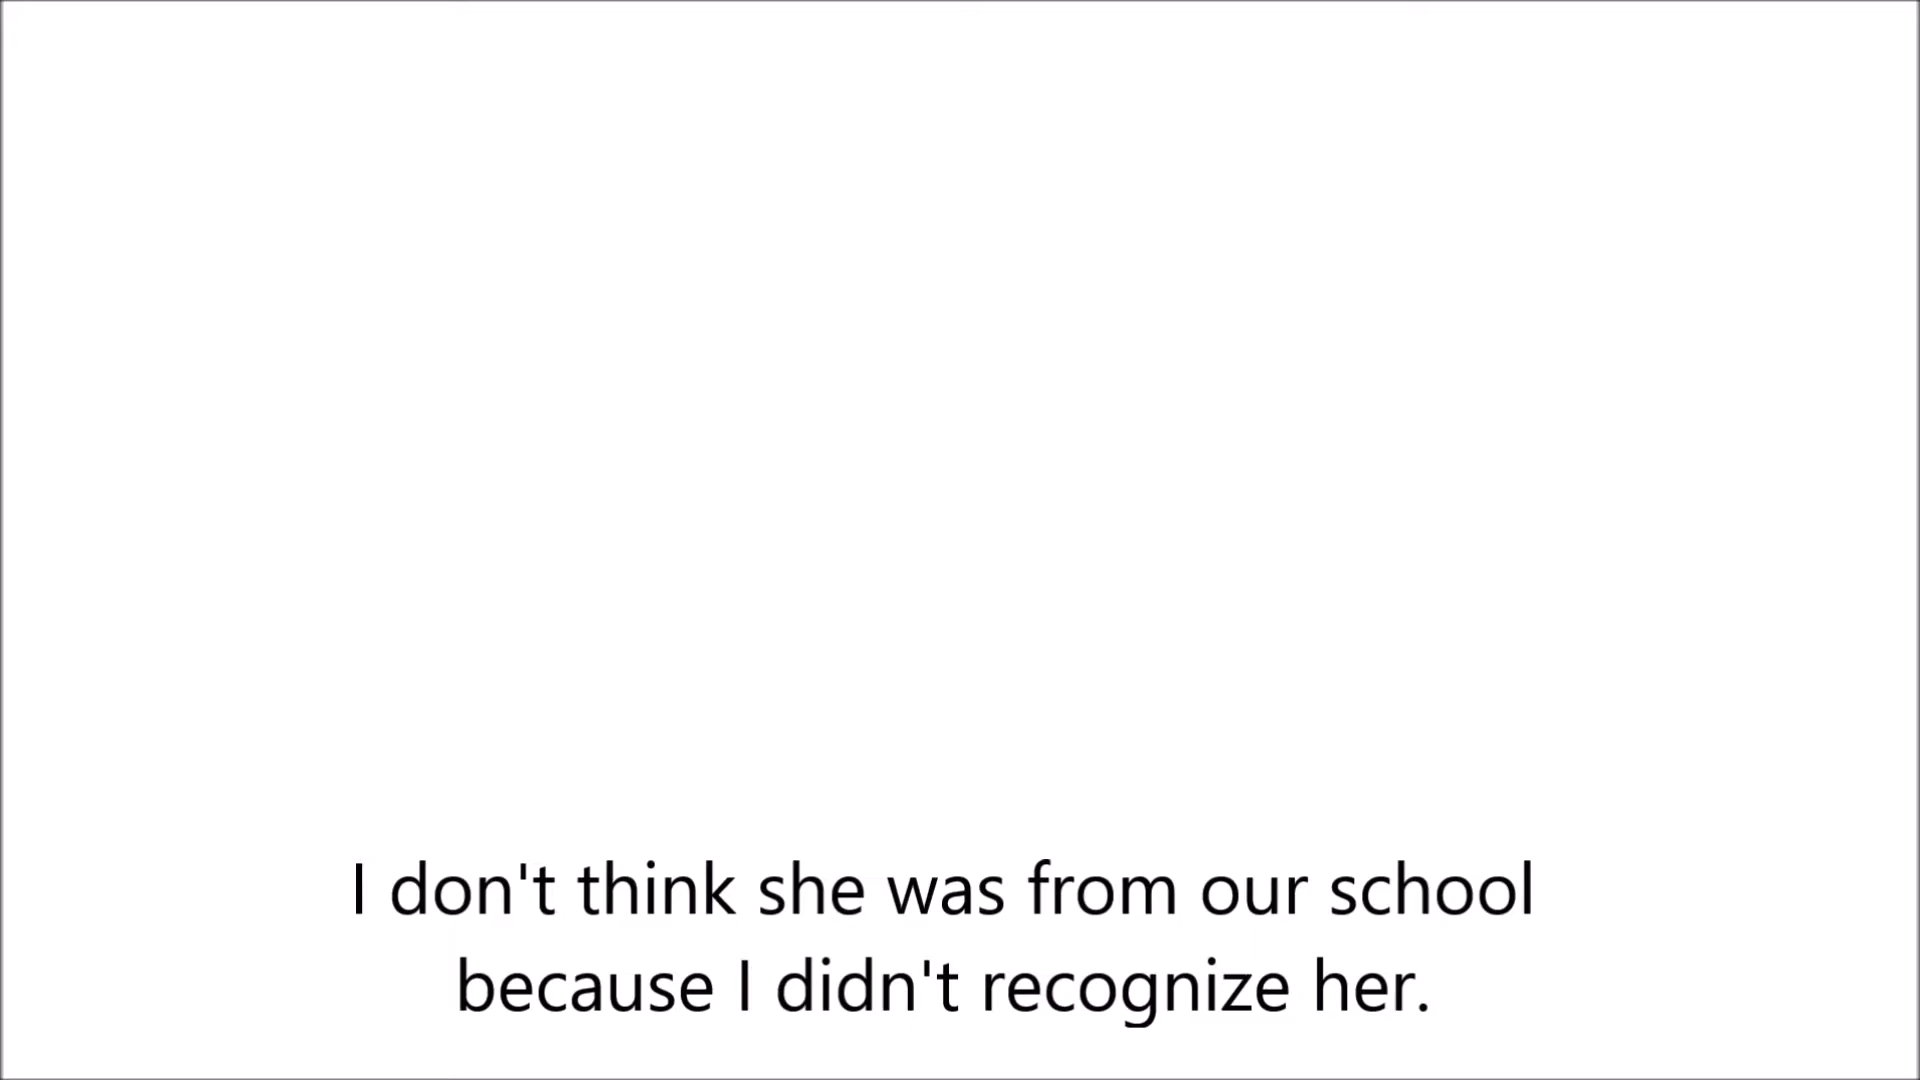 I don't think she was from our school
because I didn't recognize her.